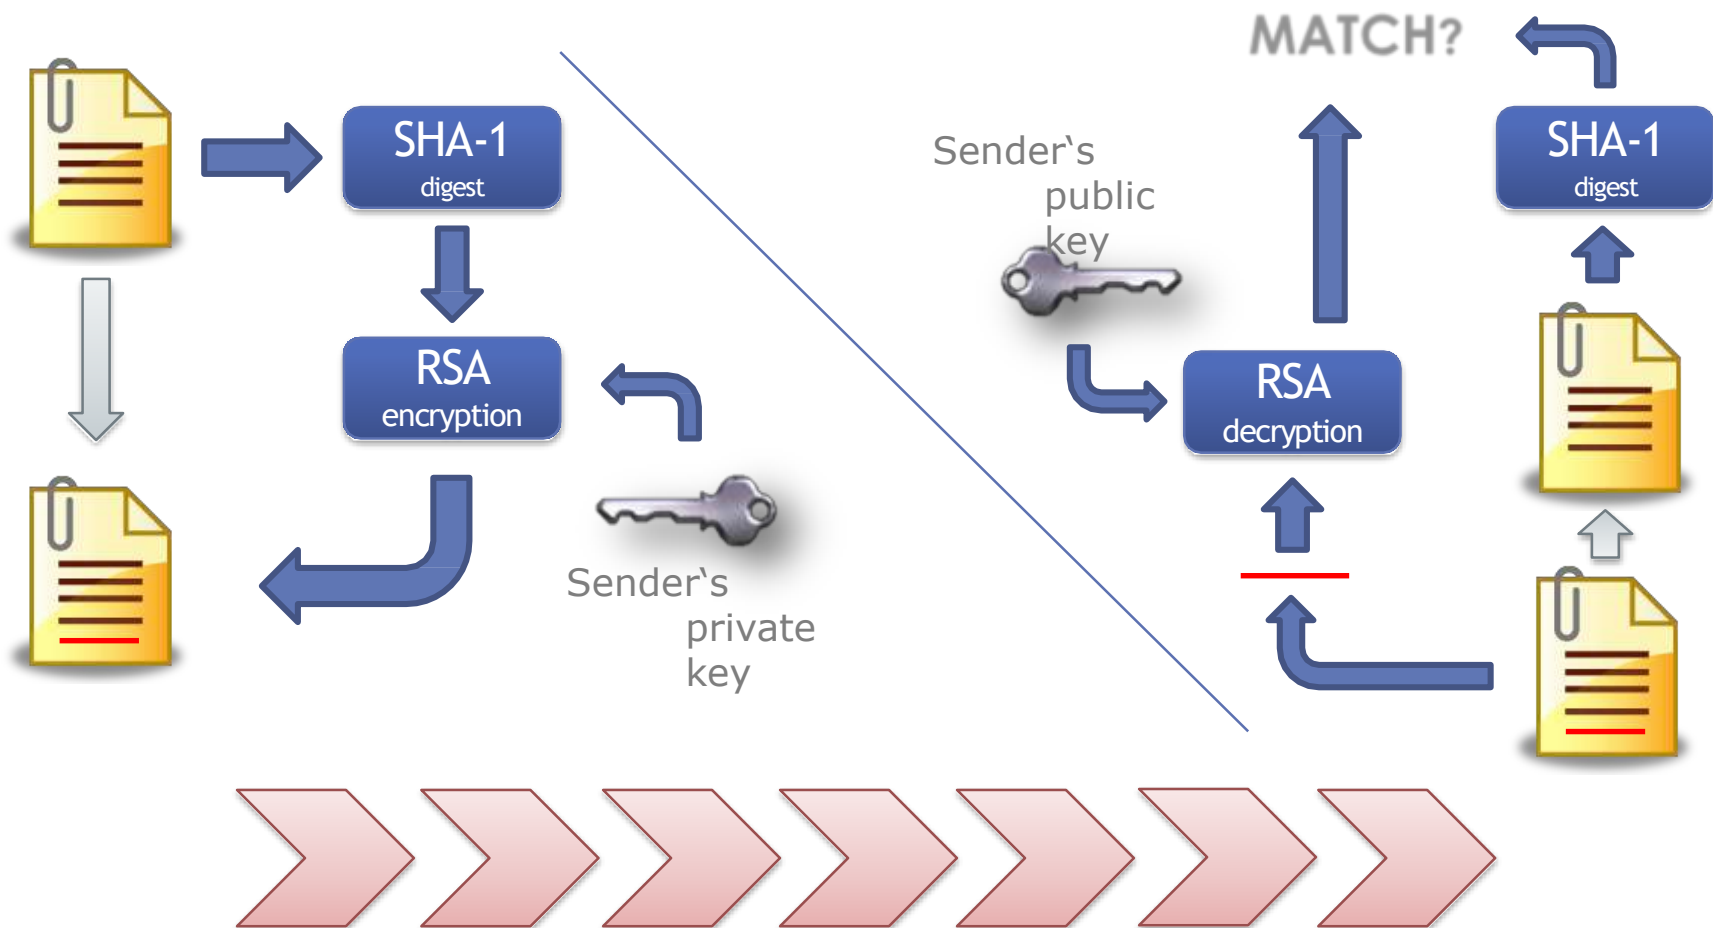 SHA-1
digest
RSA
encryption
Sender‘s
private
key
MATCH?
Sender‘s
public
key
RSA
decryption
SHA-1
digest